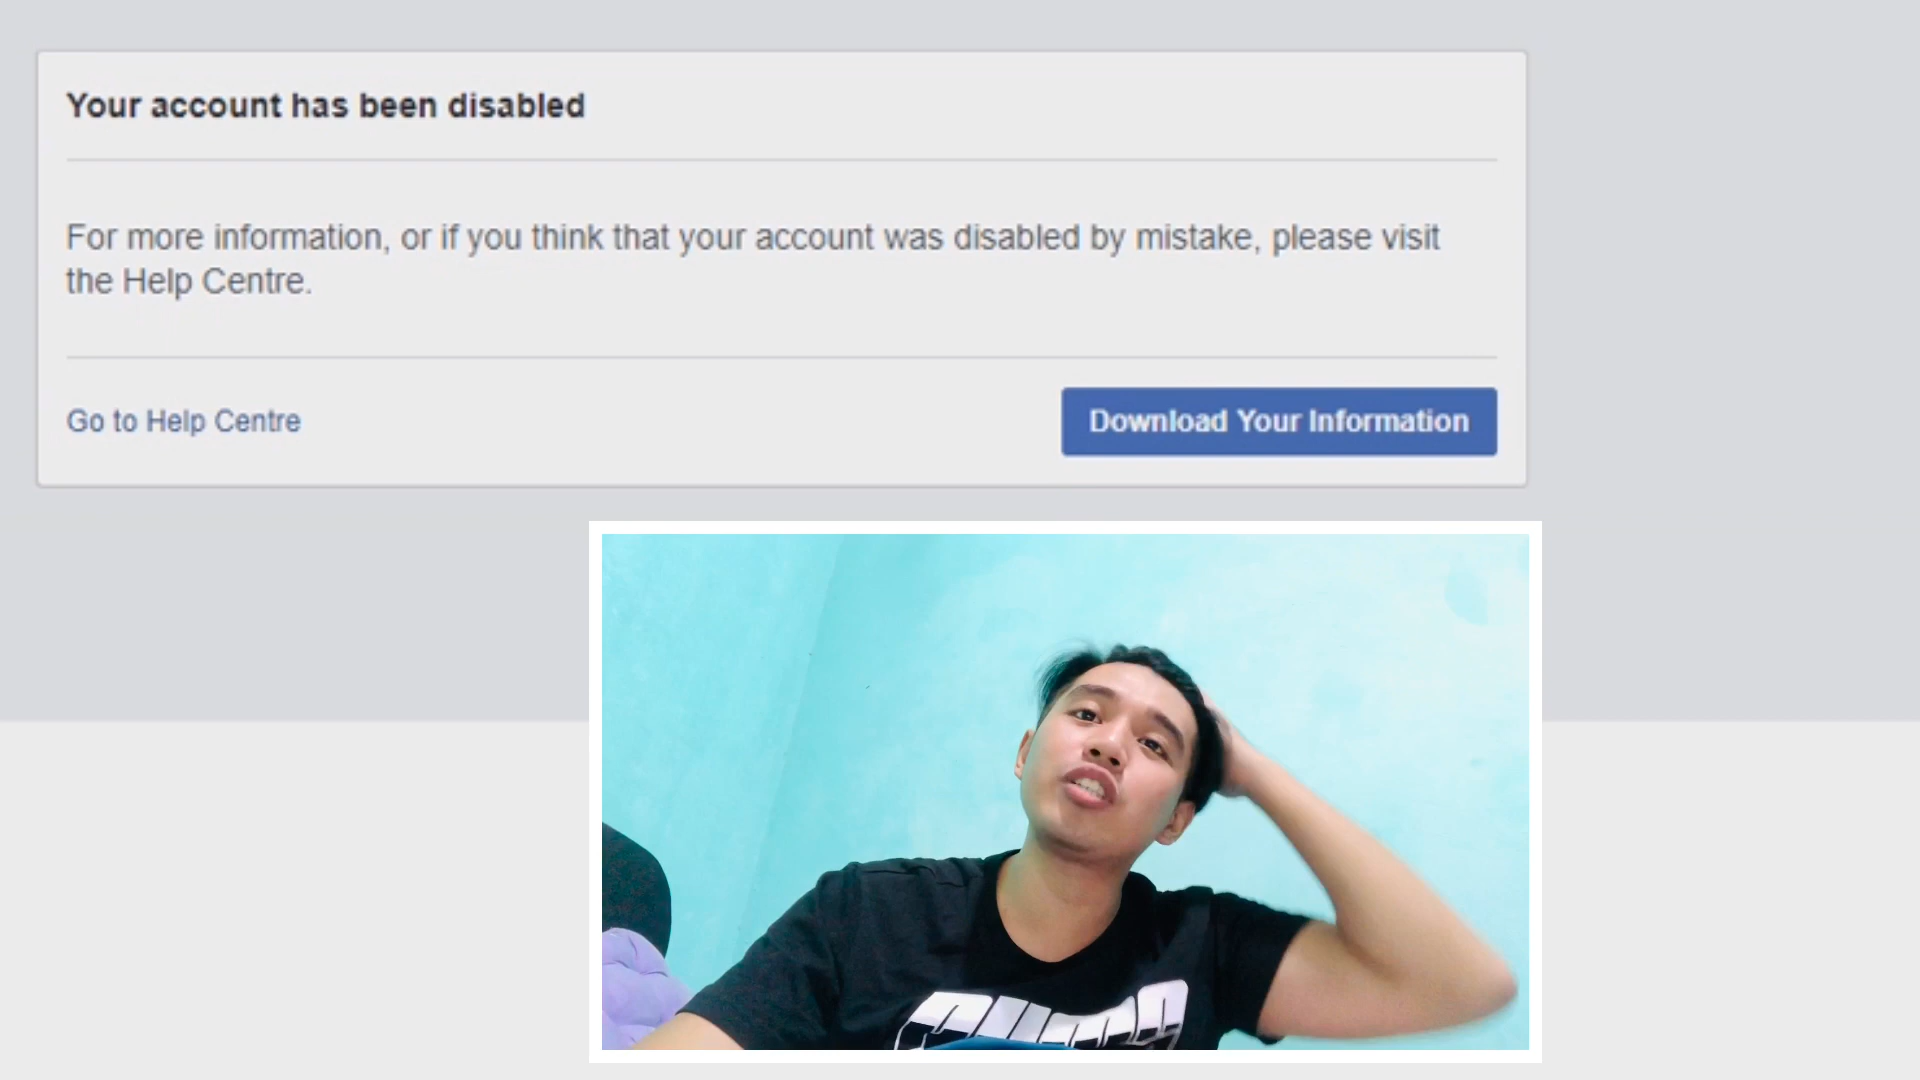 Your account has been disabled
For more information, or if you think that your account was disabled by mistake, please visit
the Help Centre.
Go to Help Centre
Download Your Information